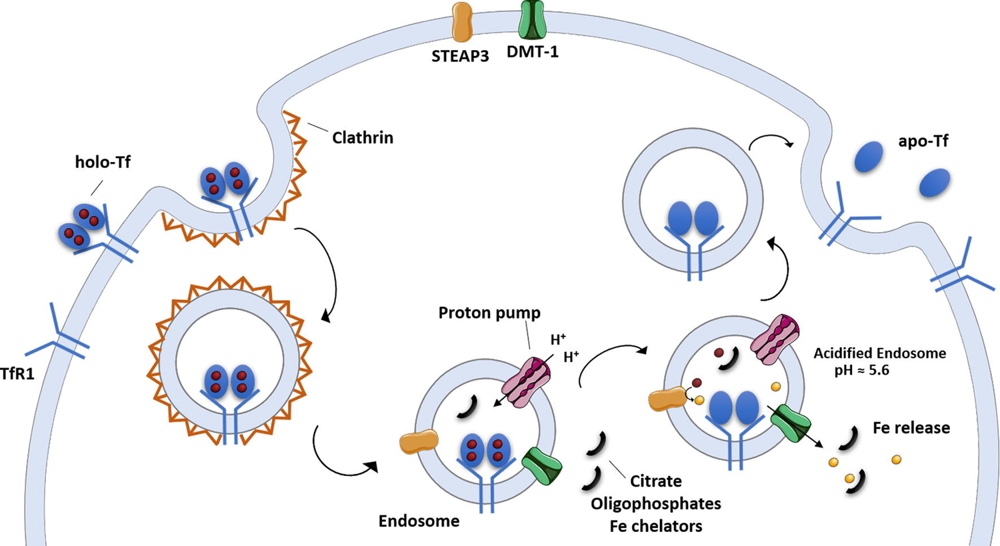 STEAP3
DMT-1
Clathrin
holo-Tf
apo-Tf
TfR1
Proton pump
H+
H+
Acidified Endosome
pH ≈ 5.6
Fe release
Citrate
Oligophosphates
Fe chelators
Endosome